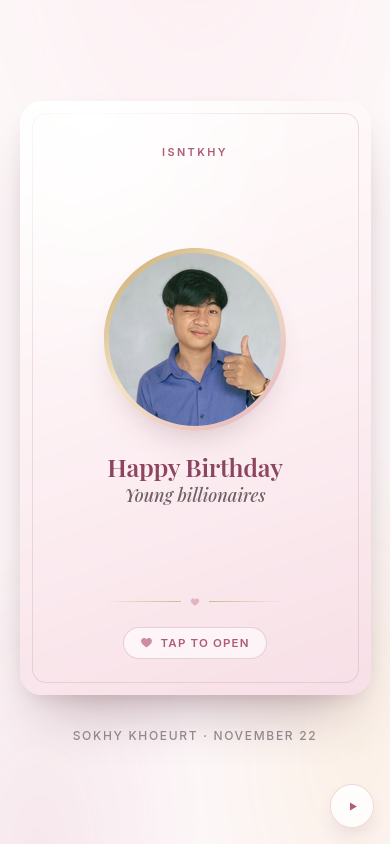 ISNTKHY
Happy Birthday
Young billionaires
TAP TO OPEN
SOKHY KHOEURT · NOVEMBER 22